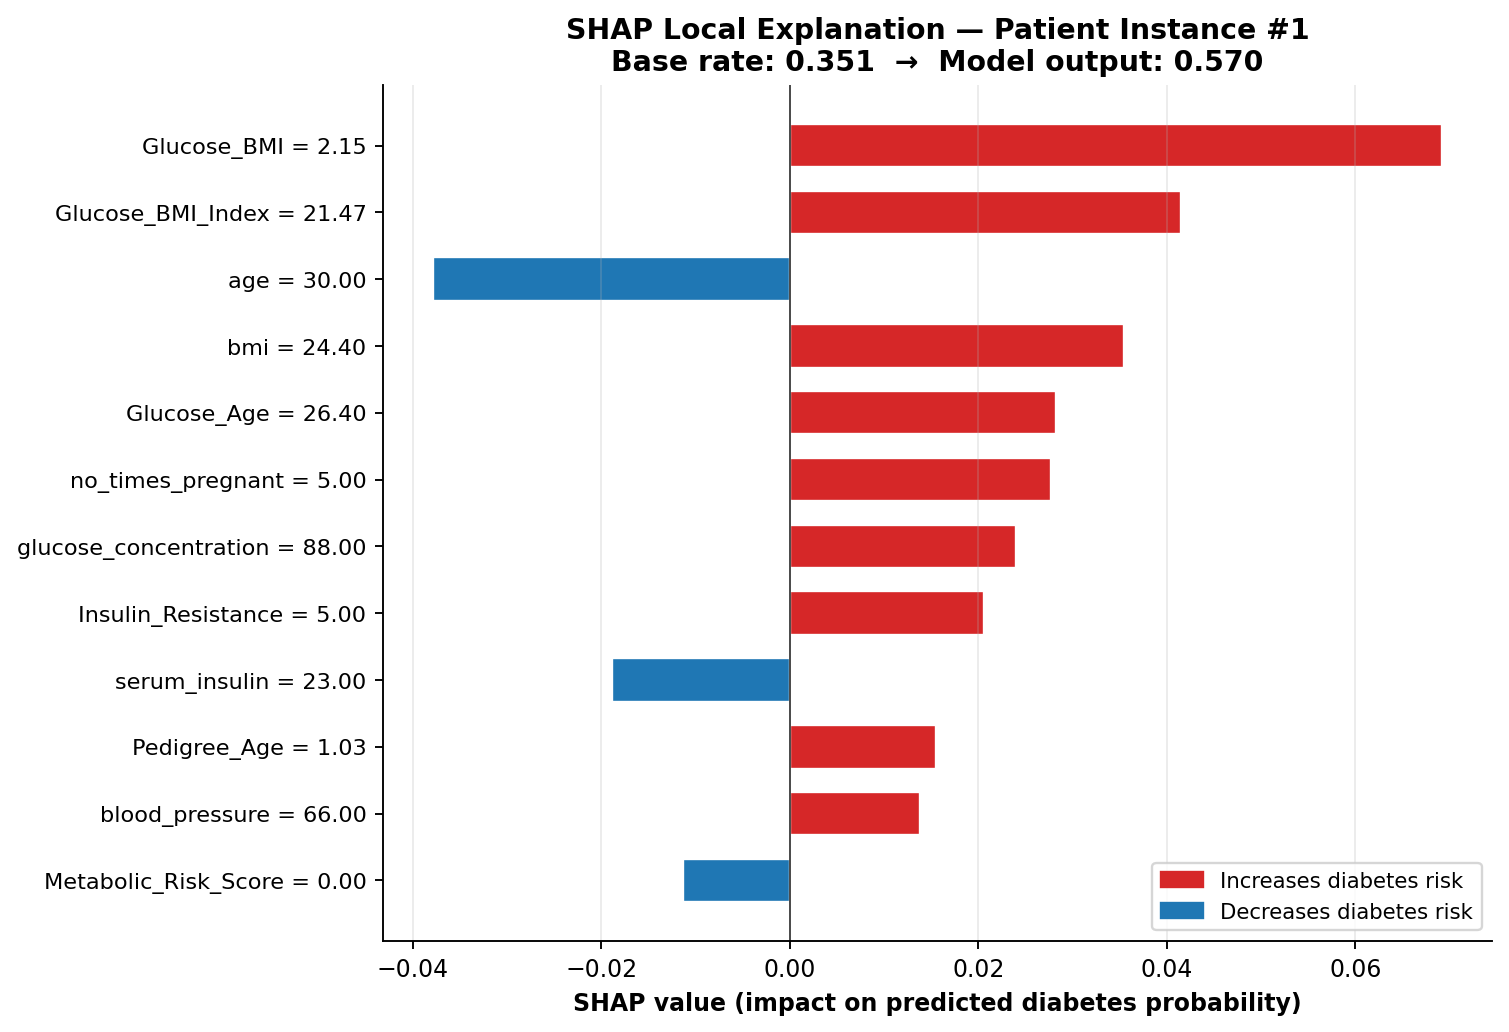 SHAP Local Explanation — Patient Instance #1
Base rate: 0.351 → Model output: 0.570
Glucose_BMI = 2.15
Glucose_BMI_Index = 21.47
age = 30.00
bmi = 24.40
Glucose_Age = 26.40
no_times_pregnant = 5.00
glucose_concentration = 88.00
Insulin_Resistance = 5.00
serum_insulin = 23.00
Pedigree_Age = 1.03
blood_pressure = 66.00
Metabolic_Risk_Score = 0.00
Increases diabetes risk
Decreases diabetes risk
−0.04 −0.02 0.00 0.02 0.04 0.06
SHAP value (impact on predicted diabetes probability)